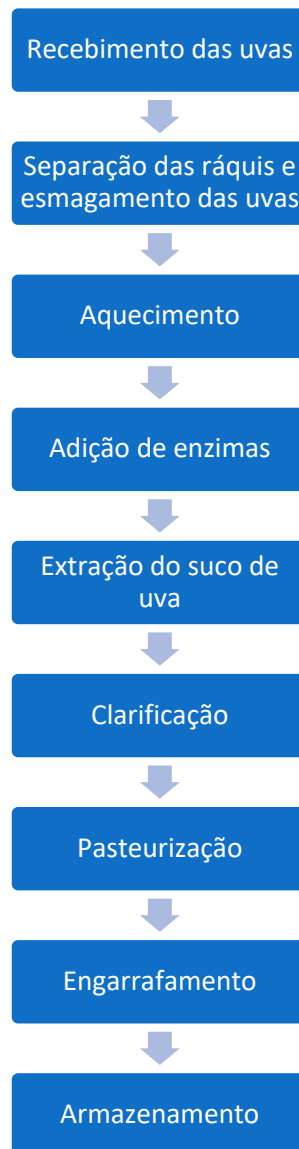 Recebimento das uvas
Separação das ráquis e
esmagamento das uvas
Aquecimento
Adição de enzimas
Extração do suco de
uva
Clarificação
Pasteurização
Engarrafamento
Armazenamento